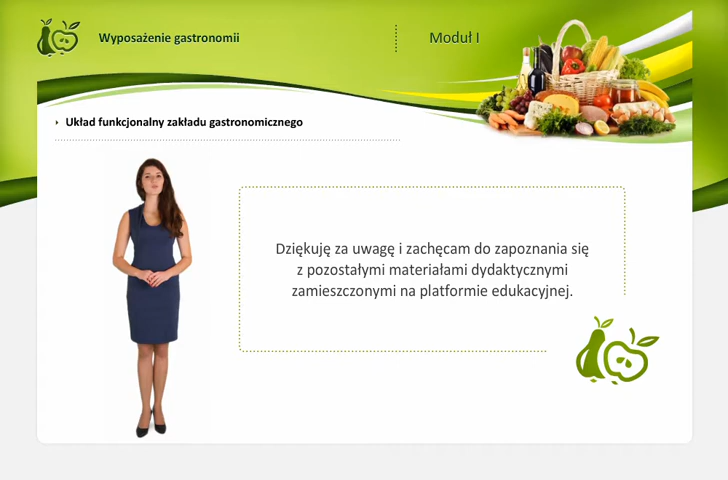 Wyposażenie gastronomii
Moduł I
Układ funkcjonalny zakładu gastronomicznego
Dziękuję za uwagę i zachęcam do zapoznania się
z pozostałymi materiałami dydaktycznymi
zamieszczonymi na platformie edukacyjnej.